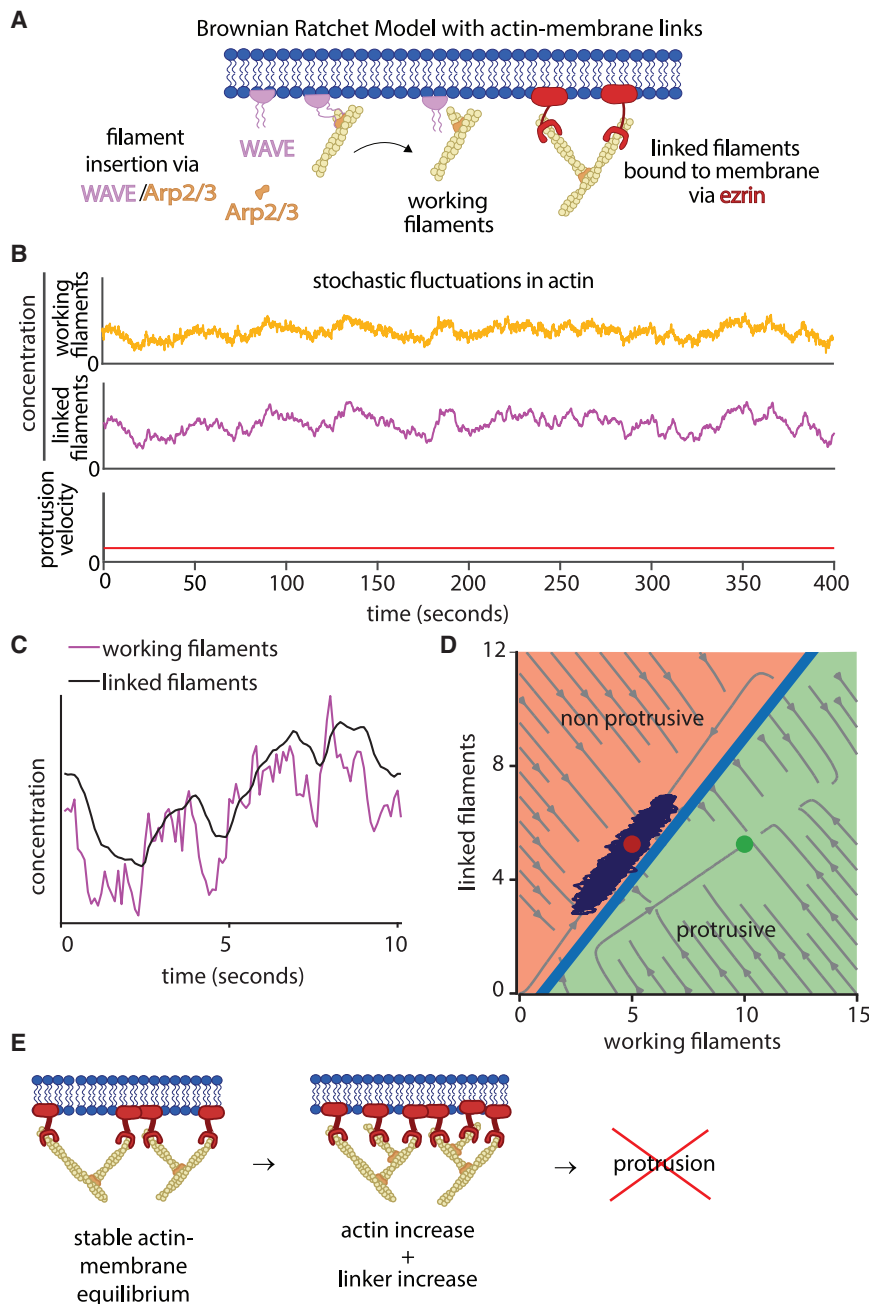 A
Brownian Ratchet Model with actin-membrane links
filament
insertion via
WAVE/Arp2/3
WAVE
Arp2/3
working
filaments
linked filaments
bound to membrane
via ezrin
B
stochastic fluctuations in actin
concentration
working
filaments
0
linked
filaments
0
protrusion
velocity
0
0 50 100 150 200 250 300 350 400
time (seconds)
C
working filaments
linked filaments
concentration
0 5 10
time (seconds)
D
12
8
4
0
linked filaments
non protrusive
protrusive
0 5 10 15
working filaments
E
stable actin-
membrane
equilibrium
→
actin increase
+
linker increase
→
protrusion